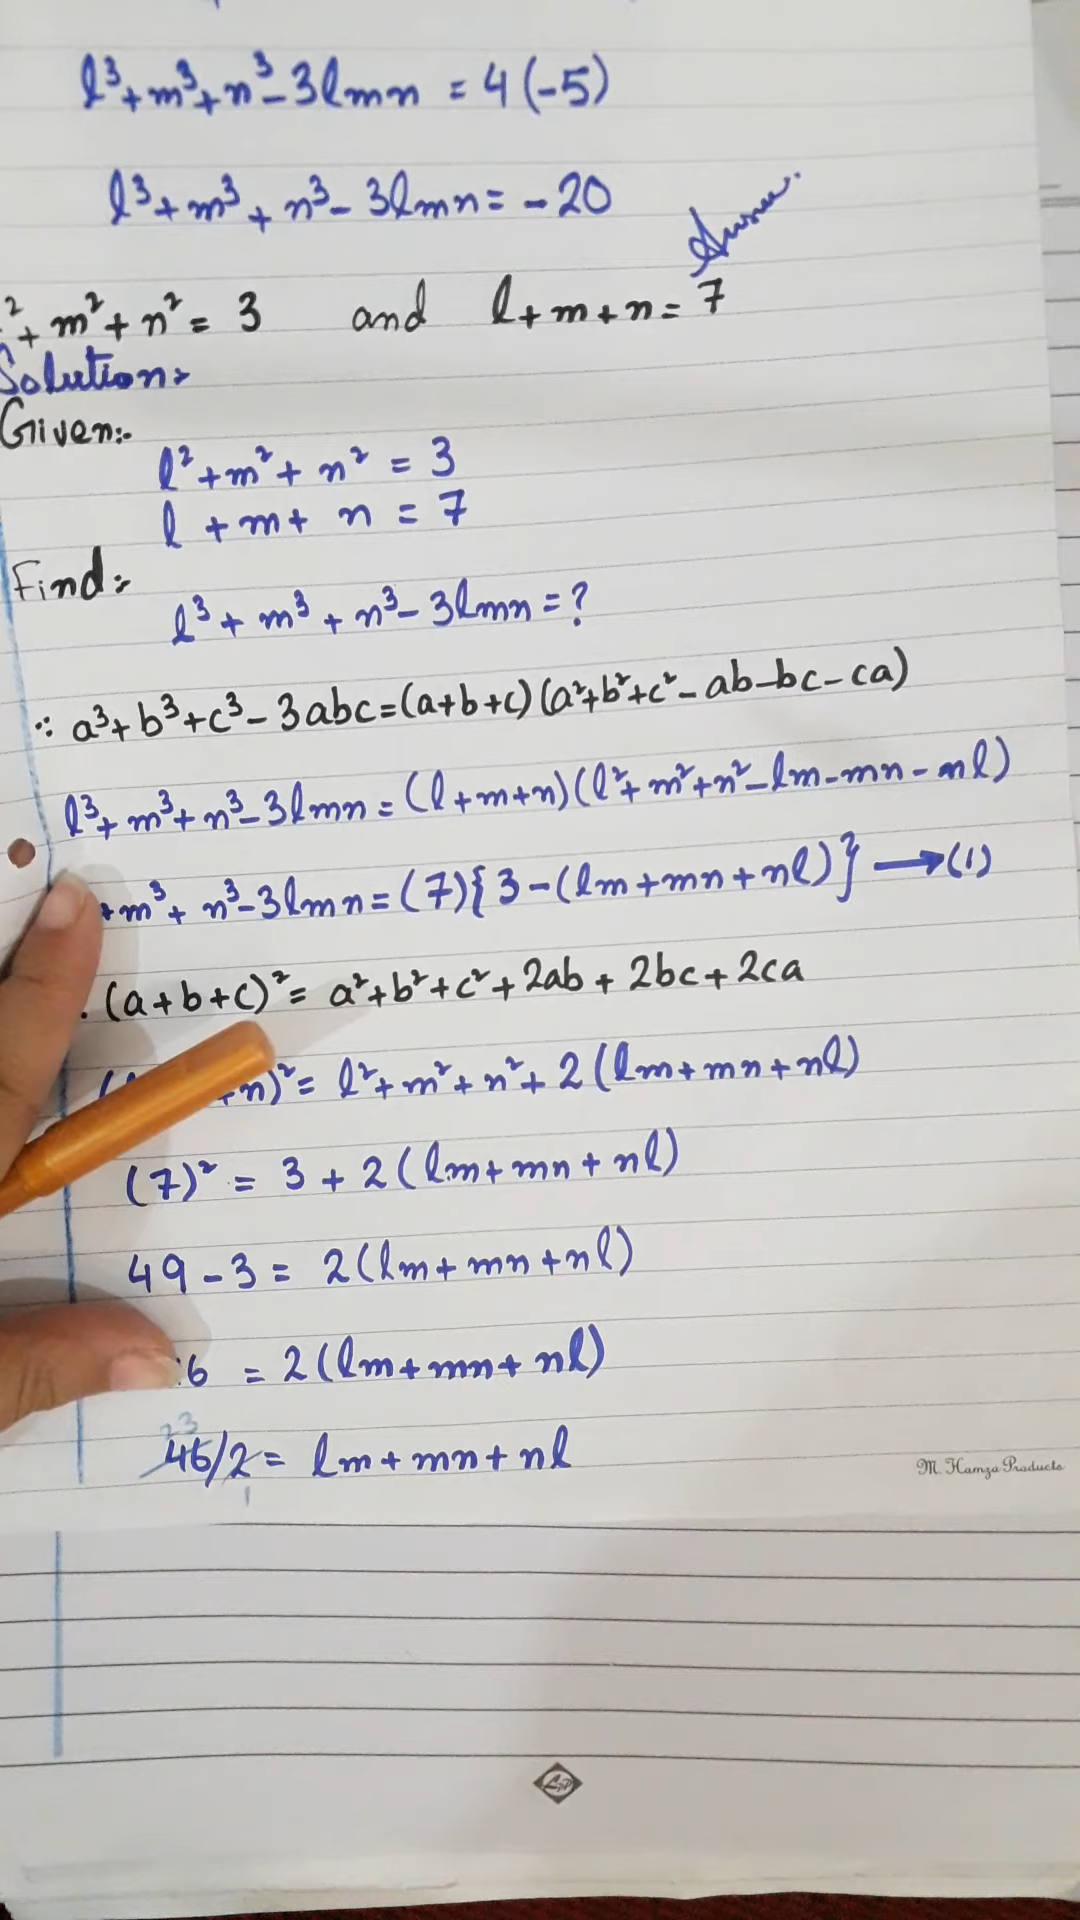 l³+m³+n³-3lmn = 4(-5)
l³+m³+n³-3lmn = -20
Answer.
²+m²+n² = 3 and l+m+n = 7
Solution:-
Given:-
l²+m²+n² = 3
l+m+n = 7
Find:-
l³+m³+n³-3lmn = ?
∵ a³+b³+c³-3abc=(a+b+c)(a²+b²+c²-ab-bc-ca)
l³+m³+n³-3lmn=(l+m+n)(l²+m²+n²-lm-mn-nl)
+m³+n³-3lmn=(7){3-(lm+mn+nl)} →(1)
(a+b+c)² = a²+b²+c²+2ab+2bc+2ca
+n)² = l²+m²+n²+2(lm+mn+nl)
(7)² = 3+2(lm+mn+nl)
49-3 = 2(lm+mn+nl)
6 = 2(lm+mn+nl)
23
46/2 = lm+mn+nl
1
M. Hamza Products